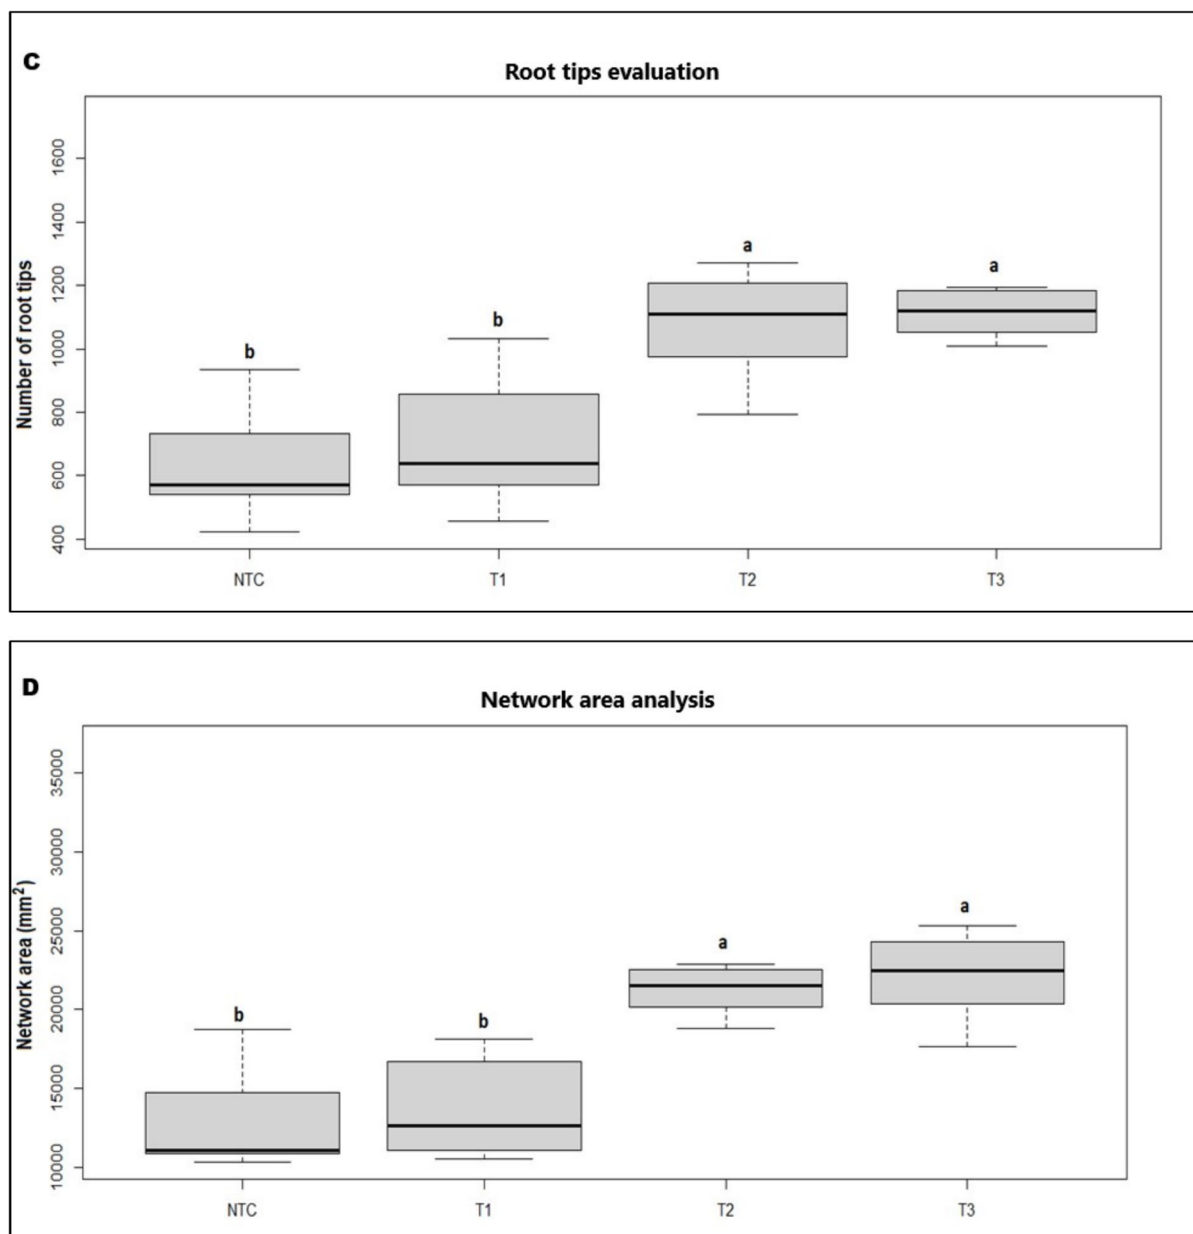 C
Root tips evaluation
Number of root tips
1600
1400
1200
1000
800
600
400
b
b
a
a
NTC T1 T2 T3
D
Network area analysis
Network area (mm²)
35000
30000
25000
20000
15000
10000
b
b
a
a
NTC T1 T2 T3